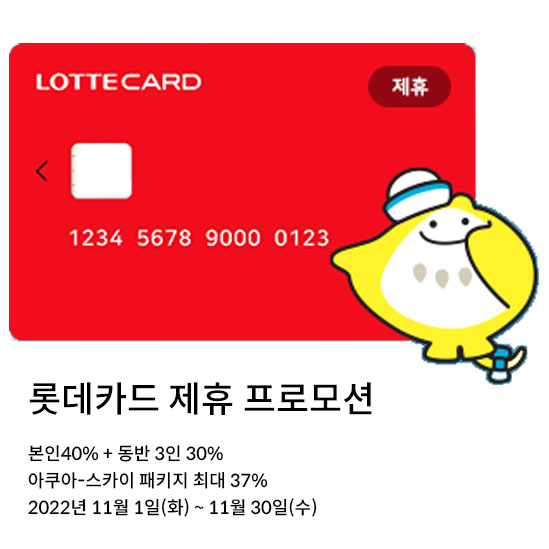 LOTTE CARD
제휴
1234 5678 9000 0123
롯데카드 제휴 프로모션
본인40% + 동반 3인 30%
아쿠아-스카이 패키지 최대 37%
2022년 11월 1일(화) ~ 11월 30일(수)